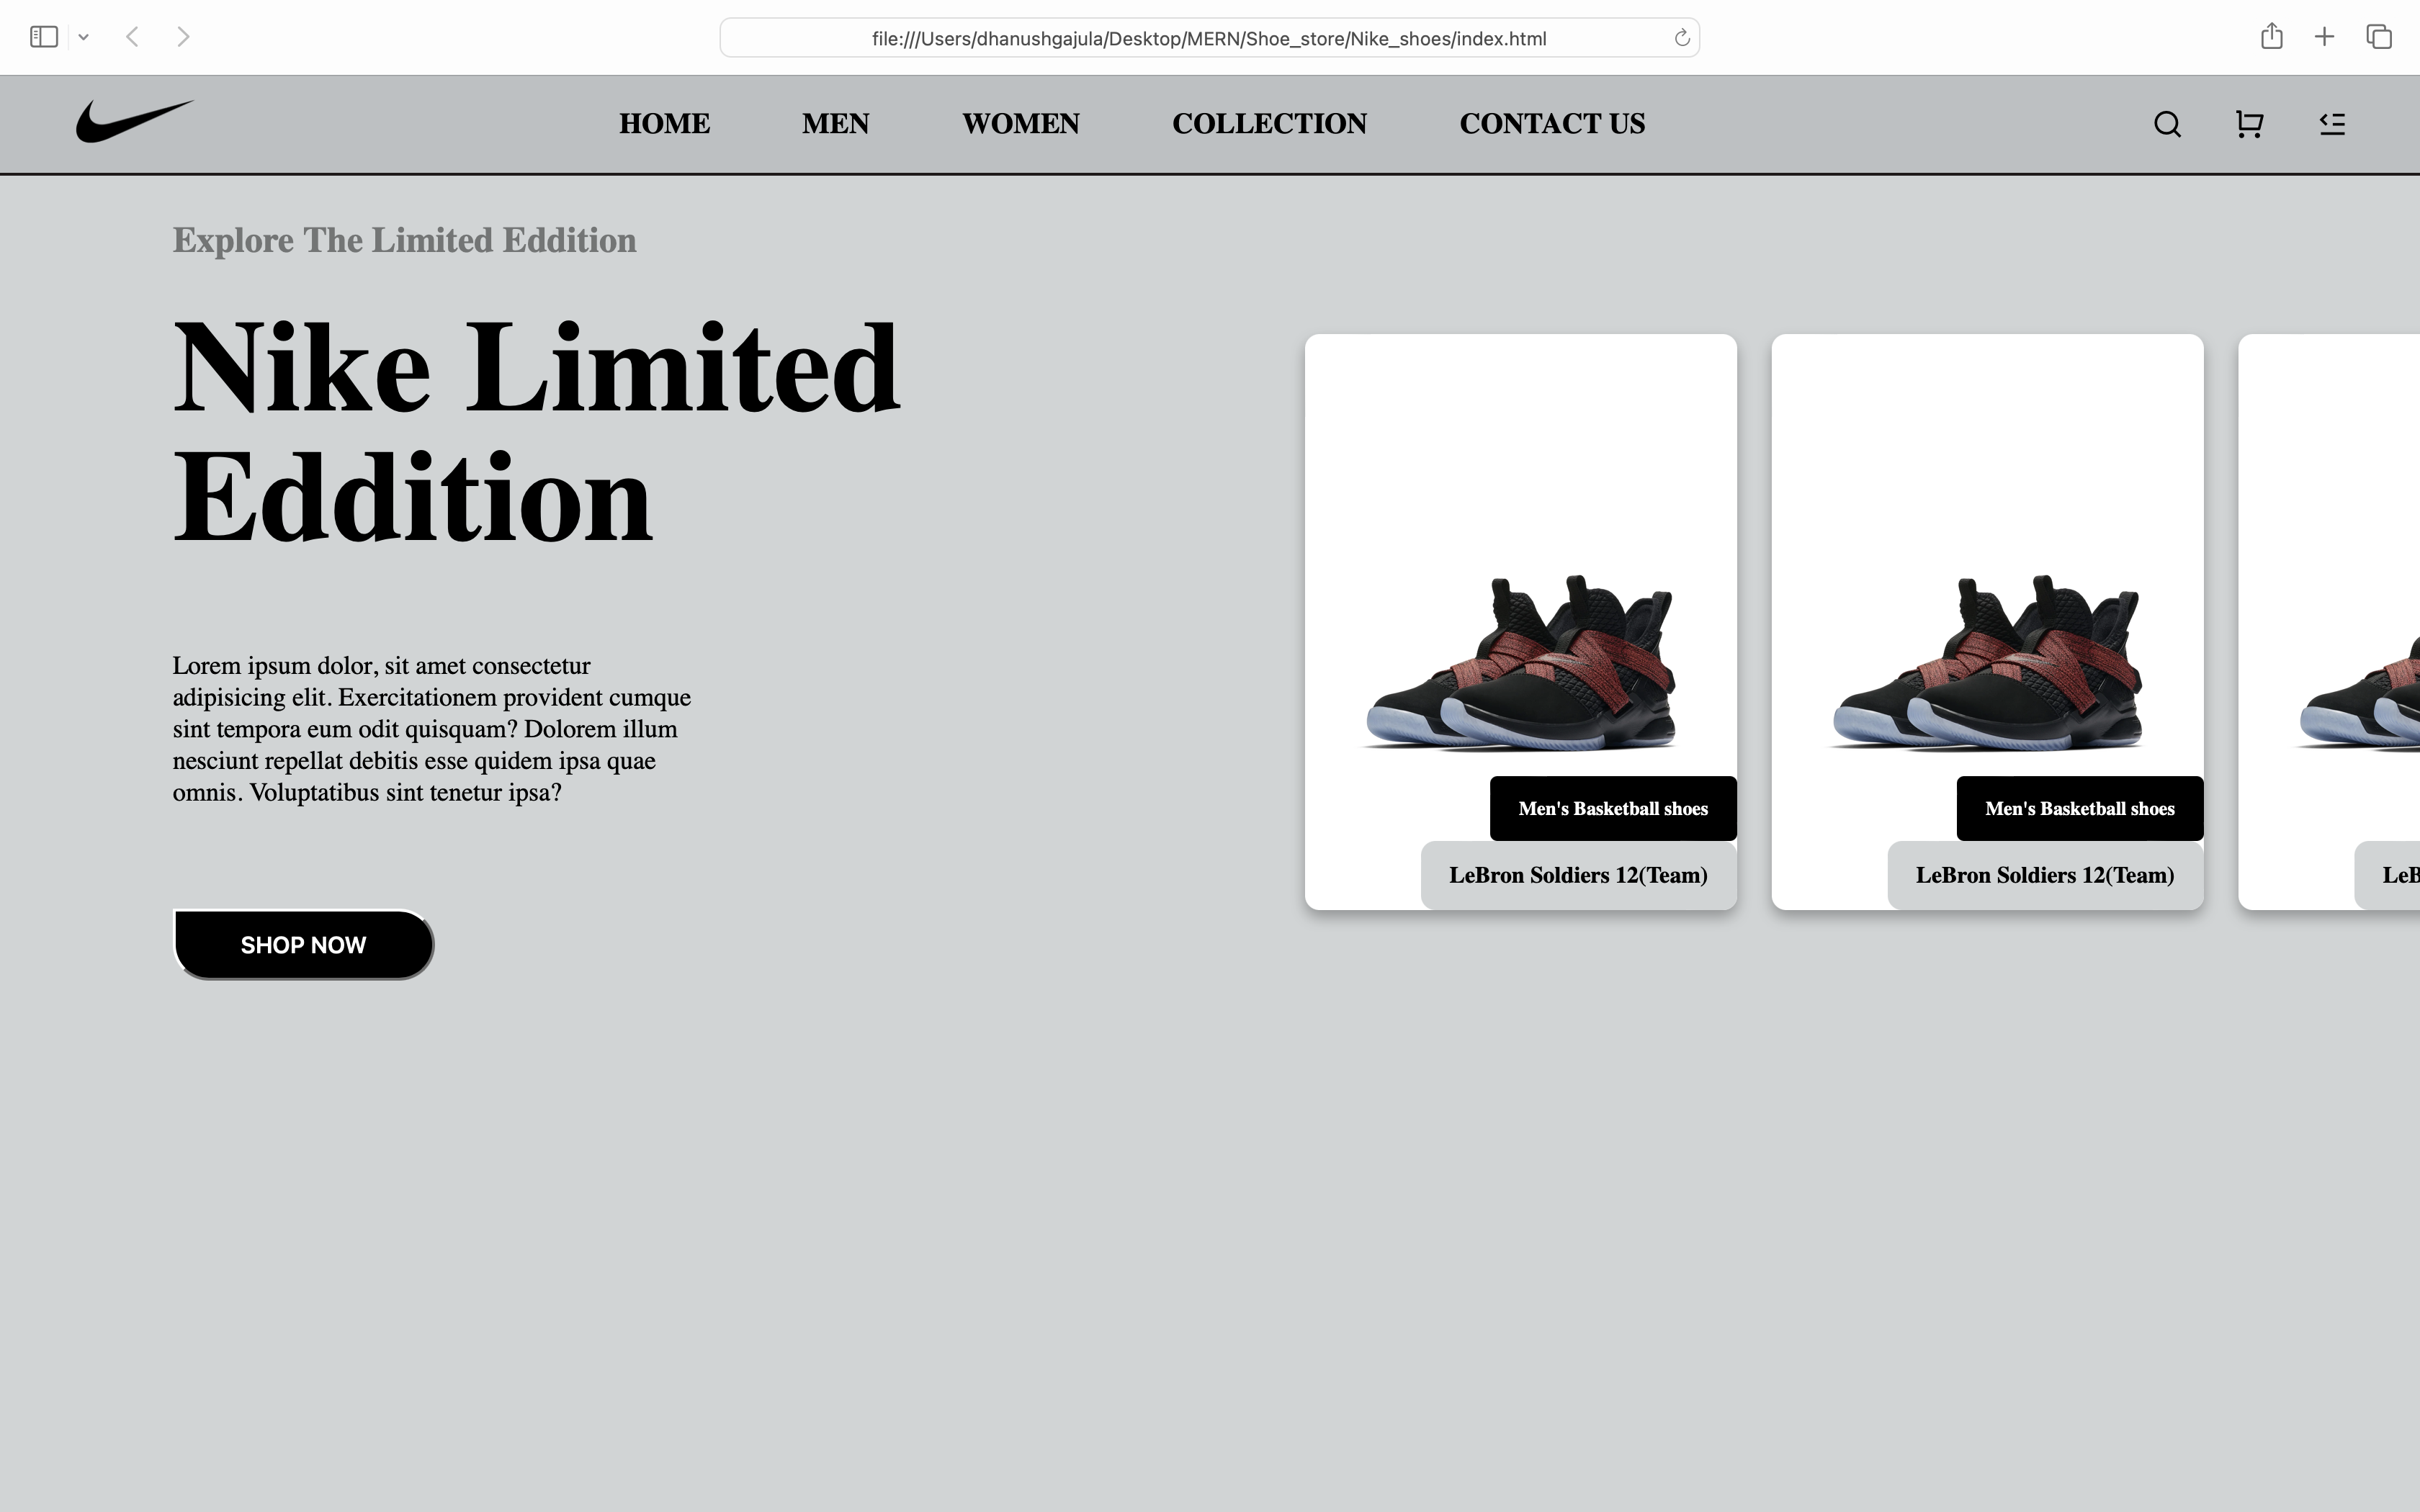 file:///Users/dhanushgajula/Desktop/MERN/Shoe_store/Nike_shoes/index.html
HOME MEN WOMEN COLLECTION CONTACT US
Explore The Limited Eddition
Nike Limited
Eddition
Lorem ipsum dolor, sit amet consectetur
adipisicing elit. Exercitationem provident cumque
sint tempora eum odit quisquam? Dolorem illum
nesciunt repellat debitis esse quidem ipsa quae
omnis. Voluptatibus sint tenetur ipsa?
SHOP NOW
Men's Basketball shoes
LeBron Soldiers 12(Team)
Men's Basketball shoes
LeBron Soldiers 12(Team)